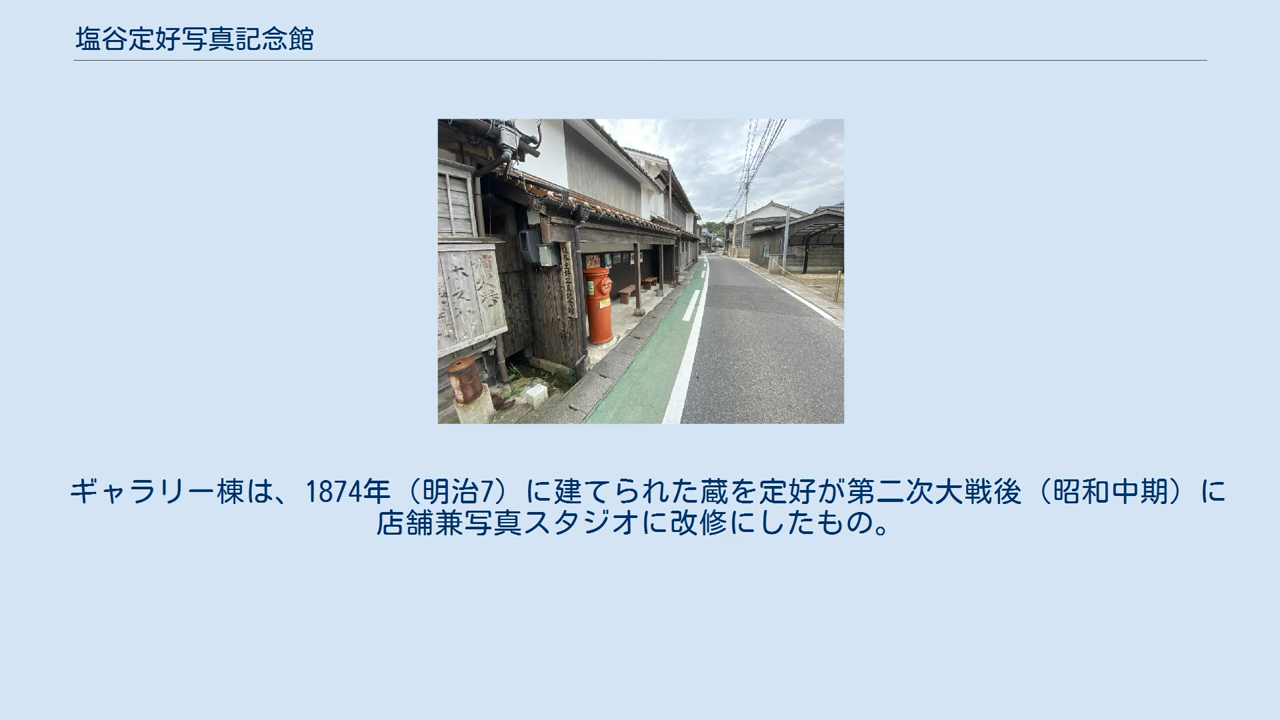 塩谷定好写真記念館
ギャラリー棟は、1874年（明治7）に建てられた蔵を定好が第二次大戦後（昭和中期）に
店舗兼写真スタジオに改修にしたもの。